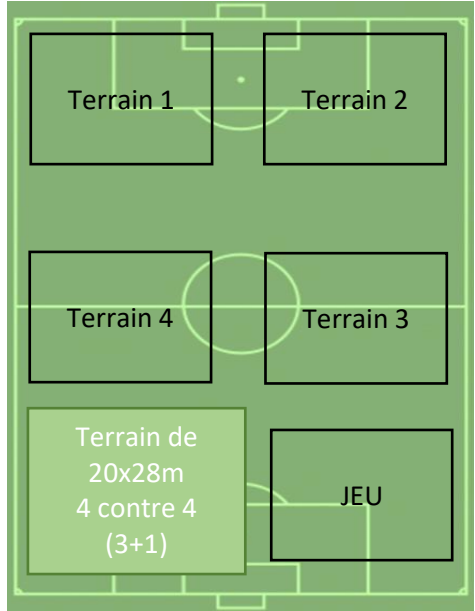 Terrain 1
Terrain 2
Terrain 4
Terrain 3
Terrain de
20x28m
4 contre 4
(3+1)
JEU